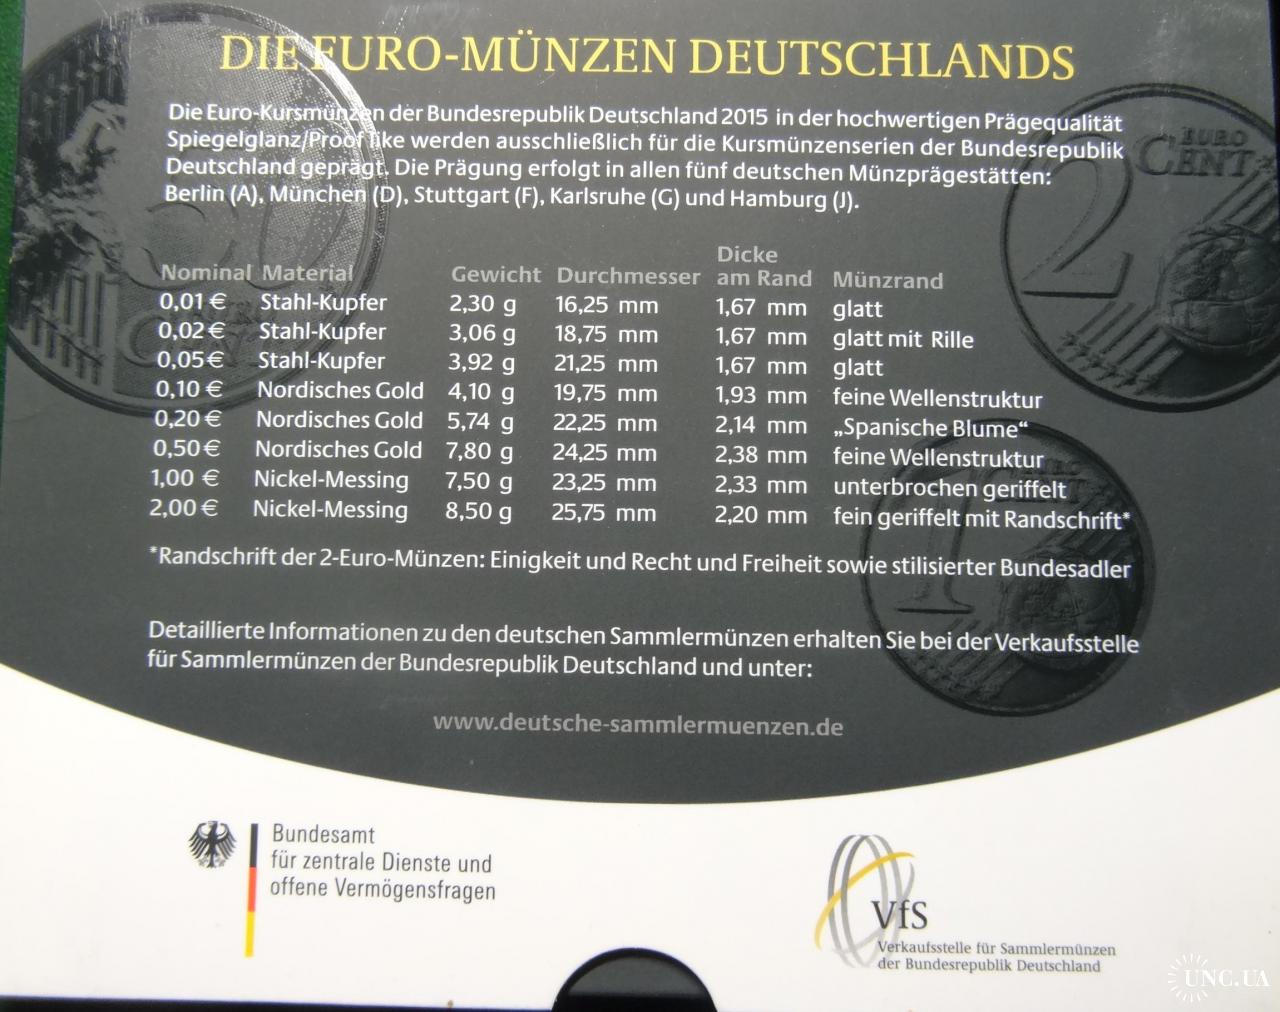 DIE EURO-MÜNZEN DEUTSCHLANDS
Die Euro-Kursmünzen der Bundesrepublik Deutschland 2015 in der hochwertigen Prägequalität
Spiegelglanz/Proof like werden ausschließlich für die Kursmünzenserien der Bundesrepublik
Deutschland geprägt. Die Prägung erfolgt in allen fünf deutschen Münzprägestätten:
Berlin (A), München (D), Stuttgart (F), Karlsruhe (G) und Hamburg (J).
Nominal Material Gewicht Durchmesser Dicke am Rand Münzrand
0,01 € Stahl-Kupfer 2,30 g 16,25 mm 1,67 mm glatt
0,02 € Stahl-Kupfer 3,06 g 18,75 mm 1,67 mm glatt mit Rille
0,05 € Stahl-Kupfer 3,92 g 21,25 mm 1,67 mm glatt
0,10 € Nordisches Gold 4,10 g 19,75 mm 1,93 mm feine Wellenstruktur
0,20 € Nordisches Gold 5,74 g 22,25 mm 2,14 mm „Spanische Blume“
0,50 € Nordisches Gold 7,80 g 24,25 mm 2,38 mm feine Wellenstruktur
1,00 € Nickel-Messing 7,50 g 23,25 mm 2,33 mm unterbrochen geriffelt
2,00 € Nickel-Messing 8,50 g 25,75 mm 2,20 mm fein geriffelt mit Randschrift*
*Randschrift der 2-Euro-Münzen: Einigkeit und Recht und Freiheit sowie stilisierter Bundesadler
Detaillierte Informationen zu den deutschen Sammlermünzen erhalten Sie bei der Verkaufsstelle
für Sammlermünzen der Bundesrepublik Deutschland und unter:
www.deutsche-sammlermuenzen.de
Bundesamt
für zentrale Dienste und
offene Vermögensfragen
VfS
Verkaufsstelle für Sammlermünzen
der Bundesrepublik Deutschland
2 EURO
CENT
1
UNC.UA